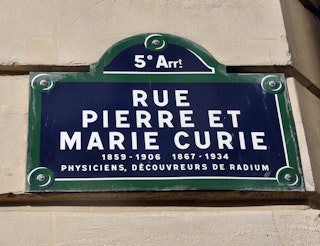 5e Arrt
RUE
PIERRE ET
MARIE CURIE
1859-1906 1867-1934
PHYSICIENS, DÉCOUVREURS DE RADIUM